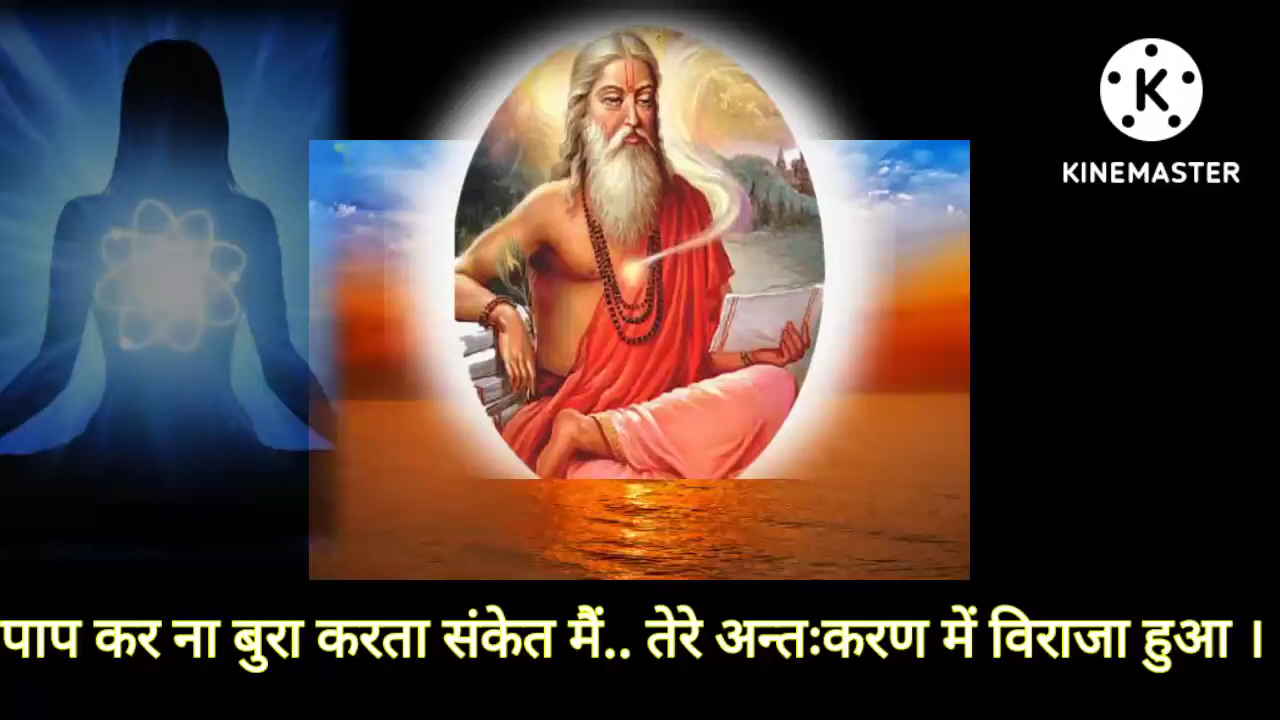 KINEMASTER
पाप कर ना बुरा करता संकेत मैं.. तेरे अन्तःकरण में विराजा हुआ ।